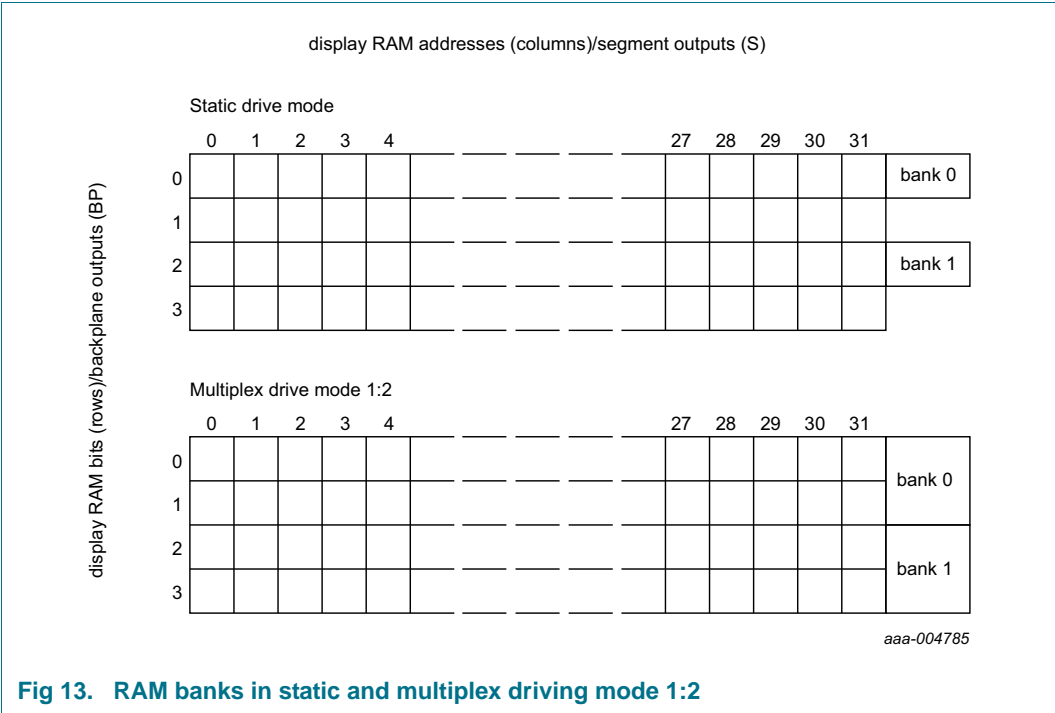 display RAM addresses (columns)/segment outputs (S)
display RAM bits (rows)/backplane outputs (BP)
Static drive mode
0 1 2 3 4 27 28 29 30 31
0 bank 0
1
2 bank 1
3
Multiplex drive mode 1:2
0 1 2 3 4 27 28 29 30 31
0
bank 0
1
2
bank 1
3
aaa-004785
Fig 13. RAM banks in static and multiplex driving mode 1:2